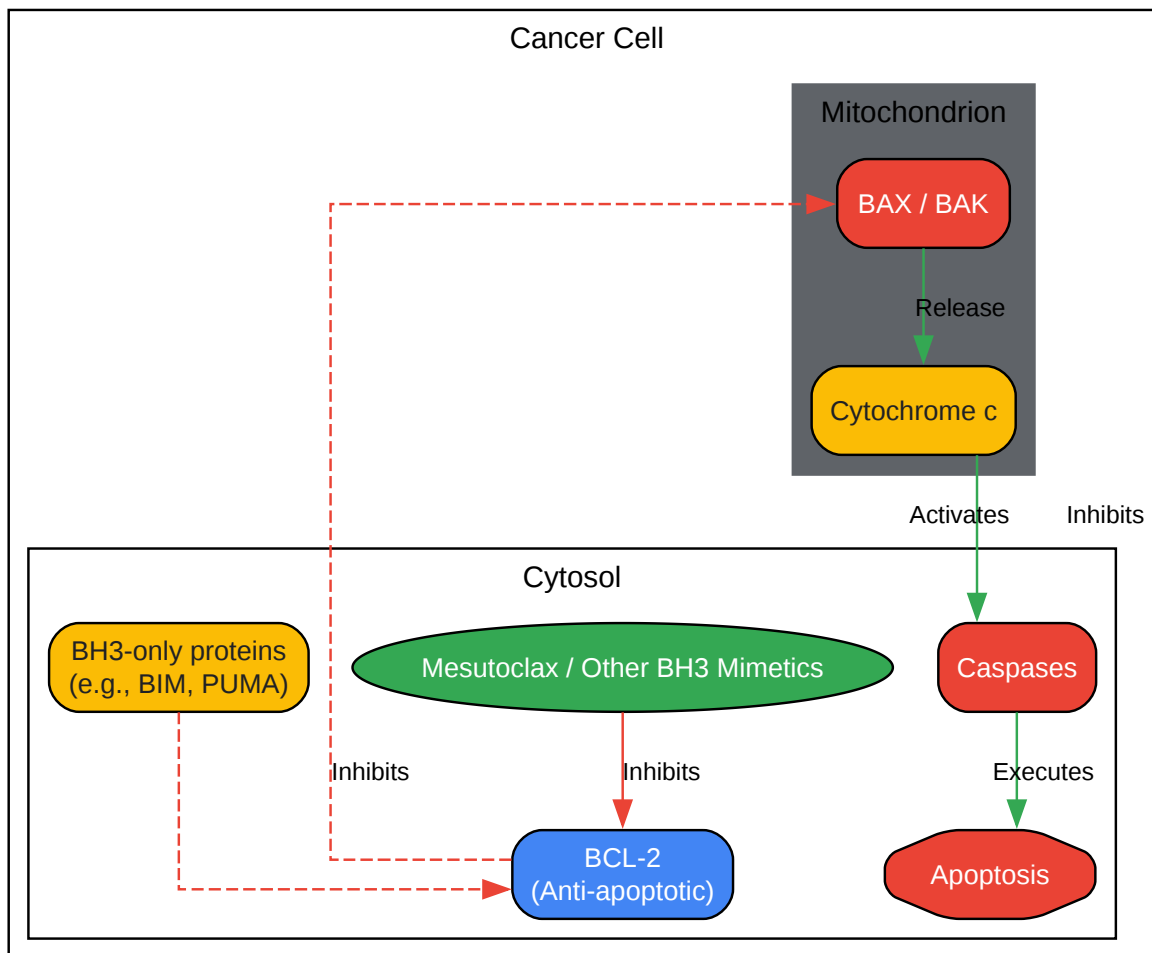 Cancer Cell
Mitochondrion
BAX / BAK
Release
Cytochrome c
Activates
Inhibits
Cytosol
BH3-only proteins
(e.g., BIM, PUMA)
Mesutoclax / Other BH3 Mimetics
Caspases
Inhibits
Inhibits
Executes
BCL-2
(Anti-apoptotic)
Apoptosis